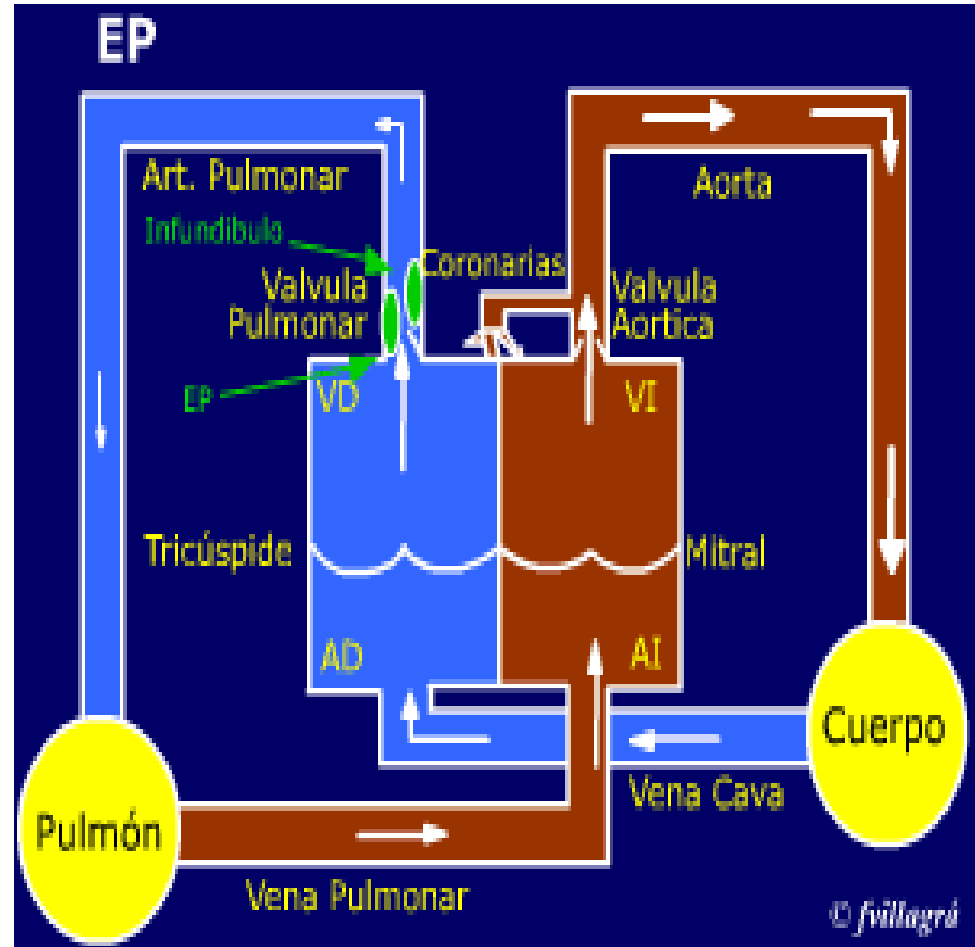 EP
Art. Pulmonar
Aorta
Infundibulo
Coronarias
Valvula
Pulmonar
Valvula
Aortica
EP
VD
VI
Tricúspide
Mitral
AD
AI
Cuerpo
Vena Cava
Pulmón
Vena Pulmonar
© fvillagrá